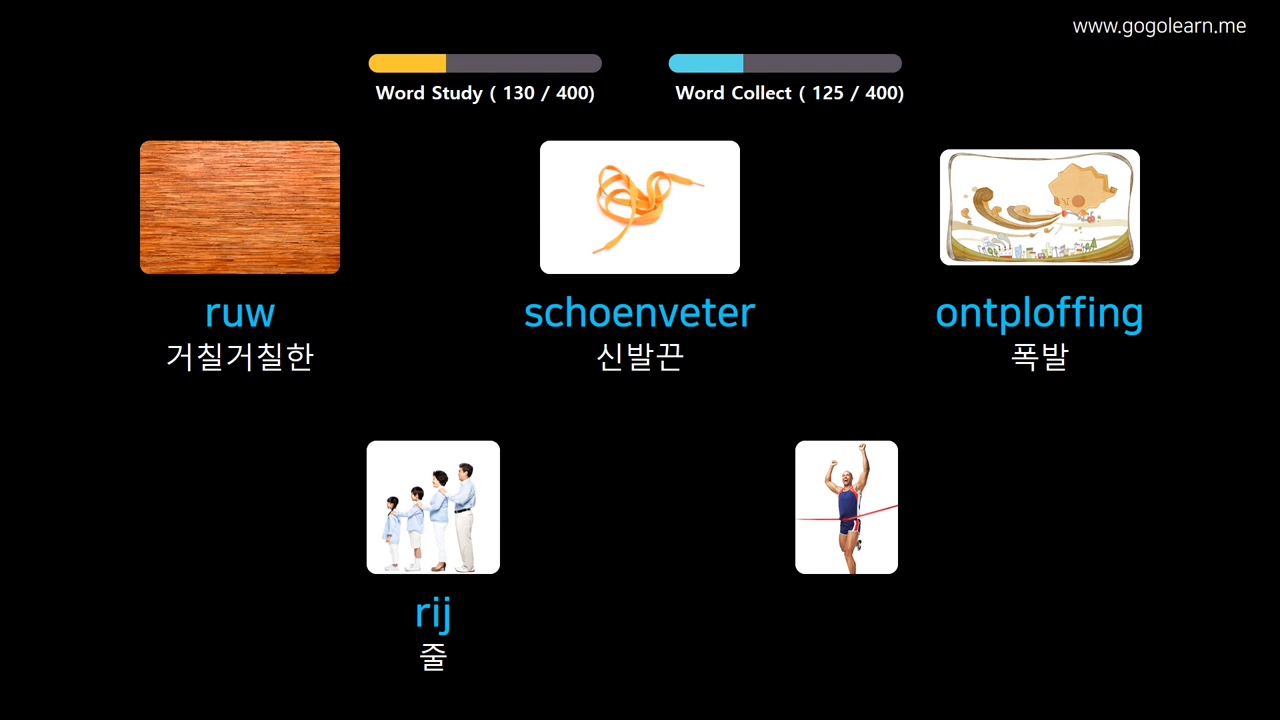 www.gogolearn.me
Word Study ( 130 / 400)
Word Collect ( 125 / 400)
ruw
거칠거칠한
schoenveter
신발끈
ontploffing
폭발
rij
줄